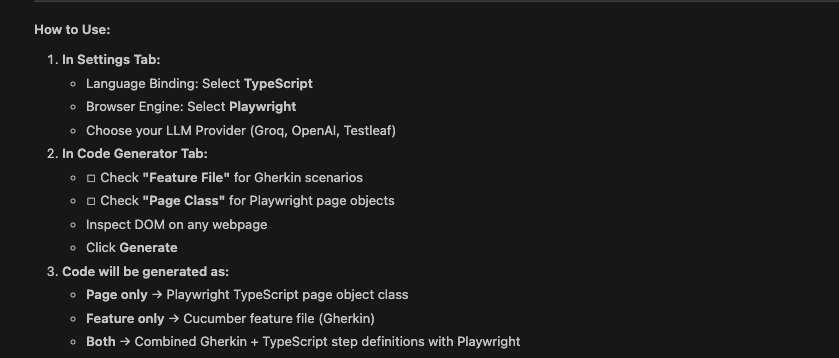 How to Use:
1. In Settings Tab:
○ Language Binding: Select TypeScript
○ Browser Engine: Select Playwright
○ Choose your LLM Provider (Groq, OpenAI, Testleaf)
2. In Code Generator Tab:
○ □ Check "Feature File" for Gherkin scenarios
○ □ Check "Page Class" for Playwright page objects
○ Inspect DOM on any webpage
○ Click Generate
3. Code will be generated as:
○ Page only → Playwright TypeScript page object class
○ Feature only → Cucumber feature file (Gherkin)
○ Both → Combined Gherkin + TypeScript step definitions with Playwright